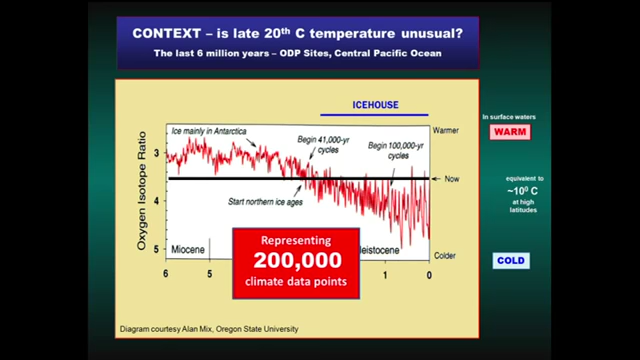 CONTEXT – is late 20th C temperature unusual?
The last 6 million years – ODP Sites, Central Pacific Ocean
ICEHOUSE
In surface waters
WARM
equivalent to
~10⁰ C
at high
latitudes
COLD
Ice mainly in Antarctica
Begin 41,000-yr
cycles
Begin 100,000-yr
cycles
Warmer
Now
Colder
Start northern ice ages
Oxygen Isotope Ratio
3
4
5
Miocene
leistocene
6
5
1
0
Representing
200,000
climate data points
Diagram courtesy Alan Mix, Oregon State University